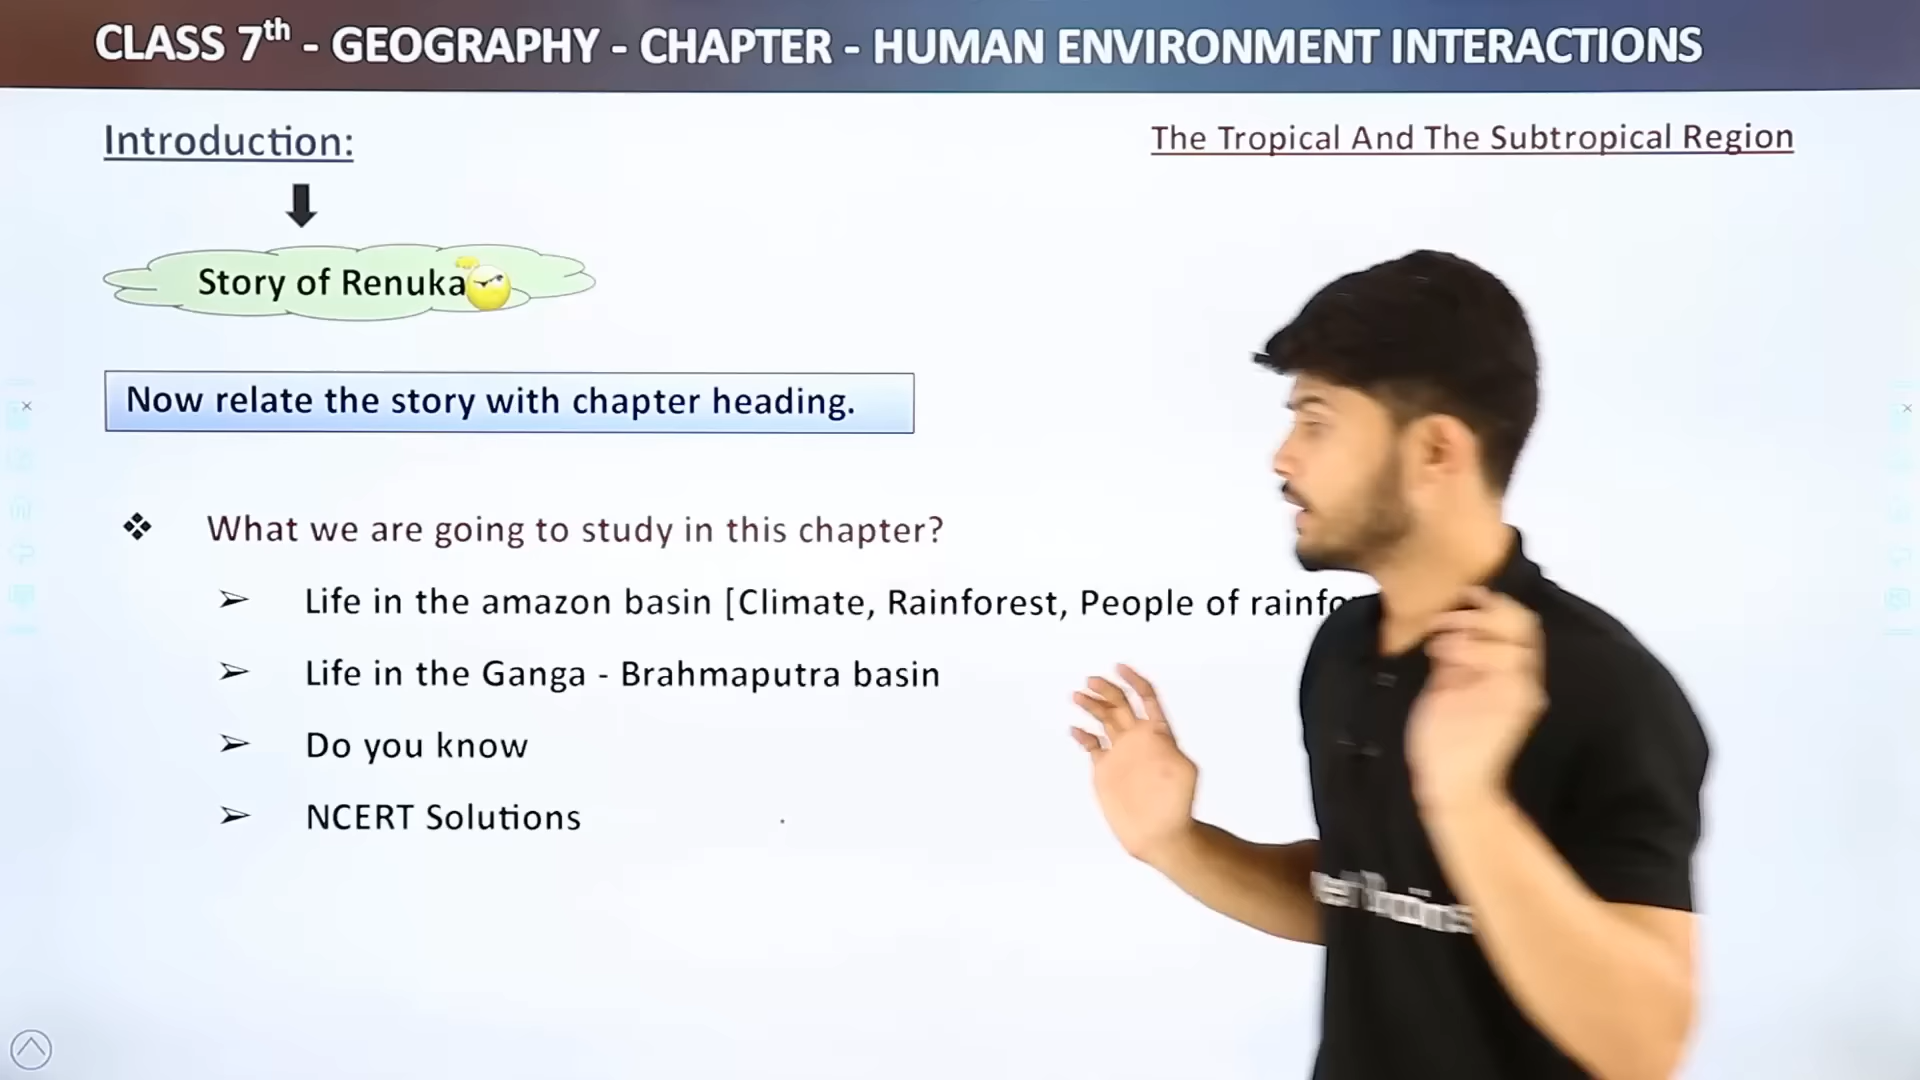 CLASS 7th - GEOGRAPHY - CHAPTER - HUMAN ENVIRONMENT INTERACTIONS
Introduction:
The Tropical And The Subtropical Region
Story of Renuka
Now relate the story with chapter heading.
What we are going to study in this chapter?
Life in the amazon basin [Climate, Rainforest, People of
Life in the Ganga - Brahmaputra basin
Do you know
NCERT Solutions